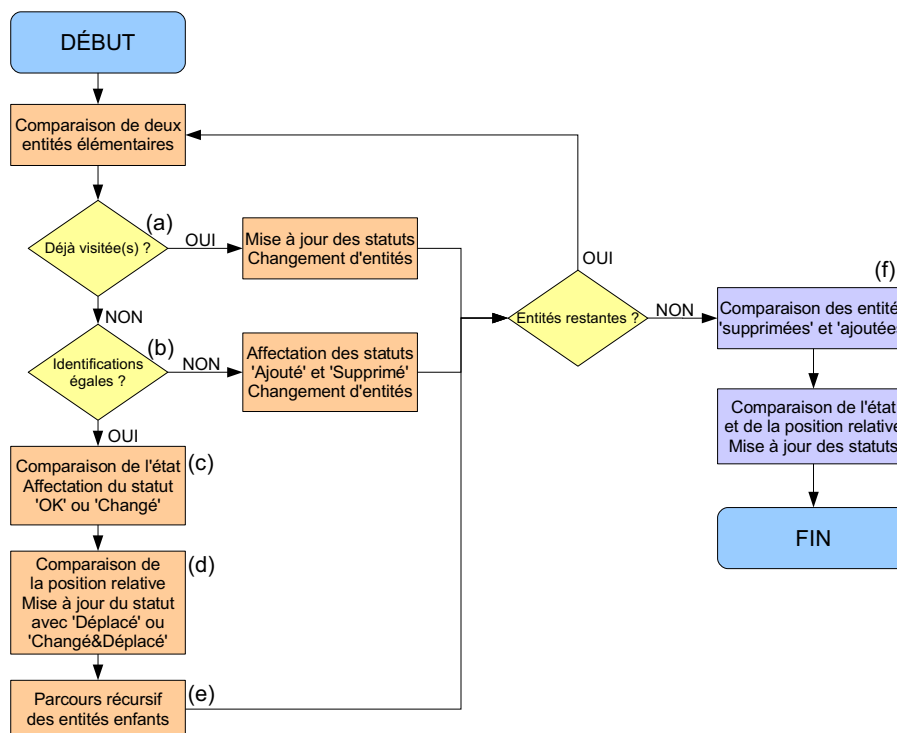 DÉBUT
Comparaison de deux
entités élémentaires
(a)
Déjà visitée(s) ?
OUI
Mise à jour des statuts
Changement d'entités
NON
(b)
Identifications
égales ?
NON
Affectation des statuts
'Ajouté' et 'Supprimé'
Changement d'entités
OUI
Comparaison de l'état
Affectation du statut
'OK' ou 'Changé'
(c)
Comparaison de
la position relative
Mise à jour du statut
avec 'Déplacé' ou
'Changé&Déplacé'
(d)
Parcours récursif
des entités enfants
(e)
OUI
Entités restantes ?
NON
(f)
Comparaison des entités
'supprimées' et 'ajoutées'
Comparaison de l'état
et de la position relative
Mise à jour des statuts
FIN